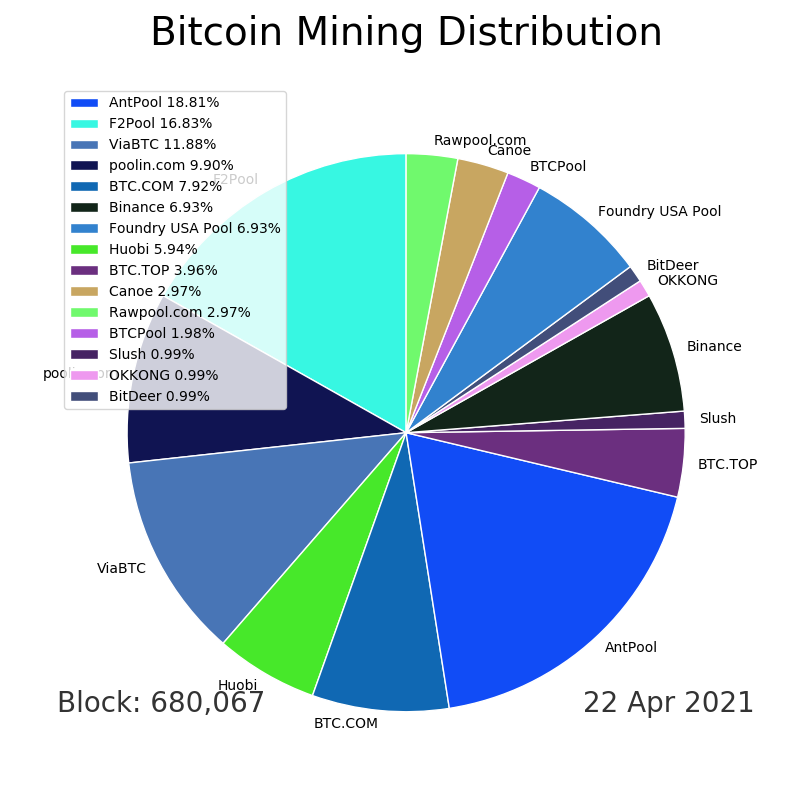 Bitcoin Mining Distribution
AntPool 18.81%
F2Pool 16.83%
ViaBTC 11.88%
poolin.com 9.90%
BTC.COM 7.92%
Binance 6.93%
Foundry USA Pool 6.93%
Huobi 5.94%
BTC.TOP 3.96%
Canoe 2.97%
Rawpool.com 2.97%
BTCPool 1.98%
Slush 0.99%
OKKONG 0.99%
BitDeer 0.99%
F2Pool
Rawpool.com
Canoe
BTCPool
Foundry USA Pool
BitDeer
OKKONG
Binance
Slush
BTC.TOP
AntPool
BTC.COM
Huobi
ViaBTC
poolin.com
Block: 680,067
22 Apr 2021